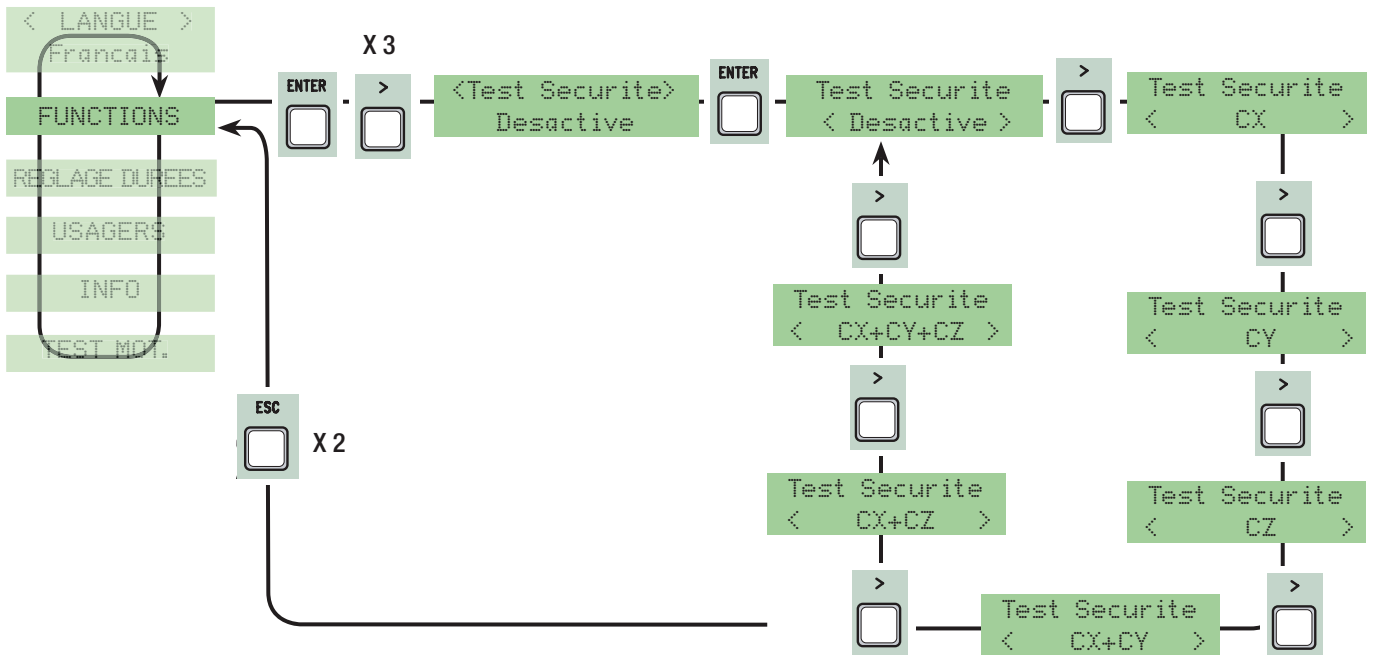 < LANGUE >
Francais
FUNCTIONS
REGLAGE DUREES
USAGERS
INFO
TEST MOT.
ENTER
X 3
>
<Test Securite>
Desactive
ENTER
Test Securite
< Desactive >
>
Test Securite
< CX >
>
Test Securite
< CY >
>
Test Securite
< CZ >
>
Test Securite
< CX+CY >
>
Test Securite
< CX+CZ >
>
Test Securite
< CX+CY+CZ >
>
ESC
X 2